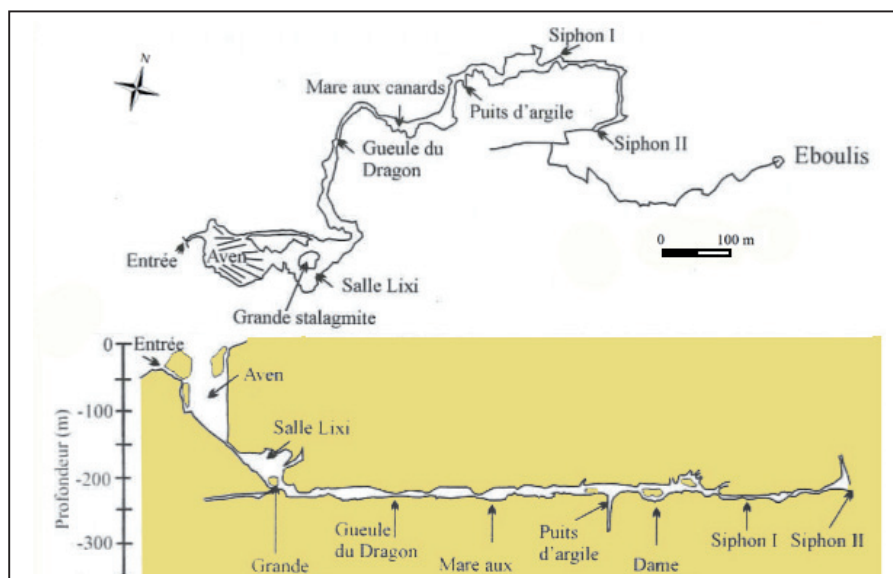 N
Siphon I
Mare aux canards
Puits d'argile
Gueule du
Dragon
Siphon II
Eboulis
0 100 m
Entrée
Aven
Salle Lixi
Grande stalagmite
Profondeur (m)
0
-100
-200
-300
Entrée
Aven
Salle Lixi
Grande
Gueule
du Dragon
Mare aux
Puits
d'argile
Dame
Siphon I
Siphon II